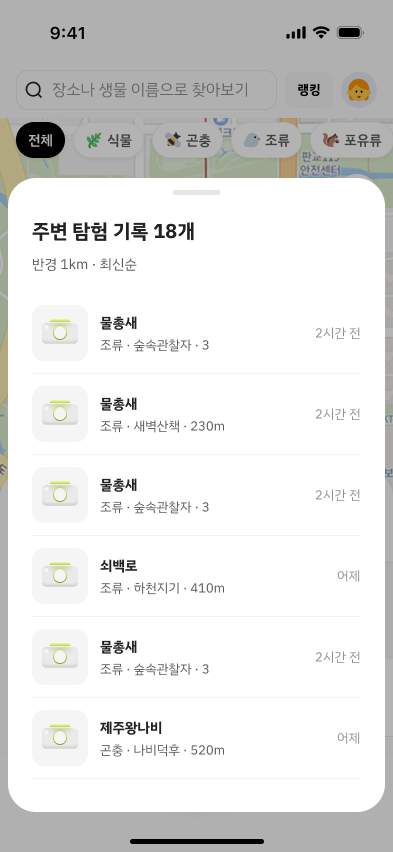 9:41
장소나 생물 이름으로 찾아보기
랭킹
전체
식물
곤충
조류
포유류
판교
안전센터
주변 탐험 기록 18개
반경 1km · 최신순
물총새
2시간 전
조류 · 숲속관찰자 · 3
물총새
2시간 전
조류 · 새벽산책 · 230m
물총새
2시간 전
조류 · 숲속관찰자 · 3
쇠백로
어제
조류 · 하천지기 · 410m
물총새
2시간 전
조류 · 숲속관찰자 · 3
제주왕나비
어제
곤충 · 나비덕후 · 520m